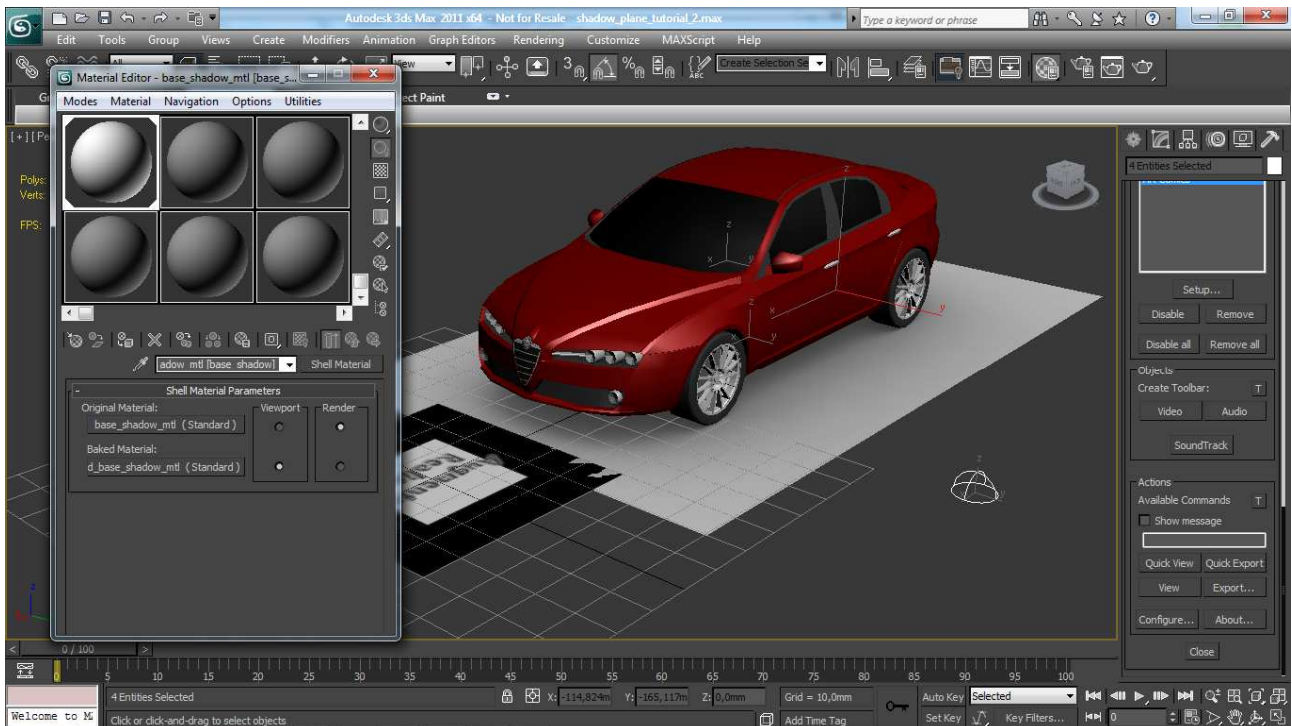 Autodesk 3ds Max 2011 x64 - Not for Resale shadow_plane_tutorial_2.max
Type a keyword or phrase
Edit Tools Group Views Create Modifiers Animation Graph Editors Rendering Customize MAXScript Help
View
Create Selection Se
ect Paint
Material Editor - base_shadow_mtl [base_s...
Modes Material Navigation Options Utilities
adow_mtl [base_shadow] Shell Material
Shell Material Parameters
Original Material: Viewport Render
base_shadow_mtl (Standard)
Baked Material:
d_base_shadow_mtl (Standard)
Polys:
Verts:
FPS:
4 Entities Selected
Setup...
Disable Remove
Disable all Remove all
Objects
Create Toolbar: T
Video Audio
SoundTrack
Actions
Available Commands T
Show message
Quick View Quick Export
View Export...
Configure... About...
Close
0 / 100
0 5 10 15 20 25 30 35 40 45 50 55 60 65 70 75 80 85 90 95 100
4 Entities Selected X: -114,824m Y: -165,117m Z: 0,0mm Grid = 10,0mm Auto Key Selected
Welcome to M Click or click-and-drag to select objects Add Time Tag Set Key Key Filters... 0